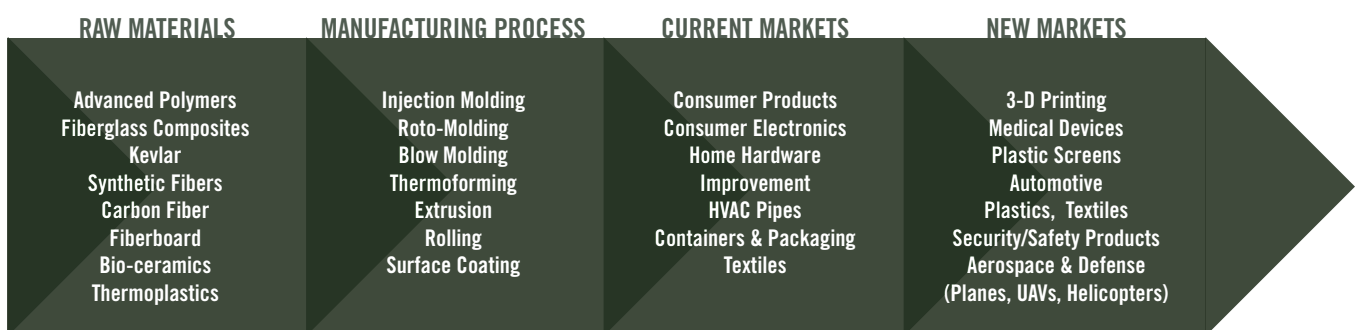 RAW MATERIALS
Advanced Polymers
Fiberglass Composites
Kevlar
Synthetic Fibers
Carbon Fiber
Fiberboard
Bio-ceramics
Thermoplastics
MANUFACTURING PROCESS
Injection Molding
Roto-Molding
Blow Molding
Thermoforming
Extrusion
Rolling
Surface Coating
CURRENT MARKETS
Consumer Products
Consumer Electronics
Home Hardware
Improvement
HVAC Pipes
Containers & Packaging
Textiles
NEW MARKETS
3-D Printing
Medical Devices
Plastic Screens
Automotive
Plastics, Textiles
Security/Safety Products
Aerospace & Defense
(Planes, UAVs, Helicopters)